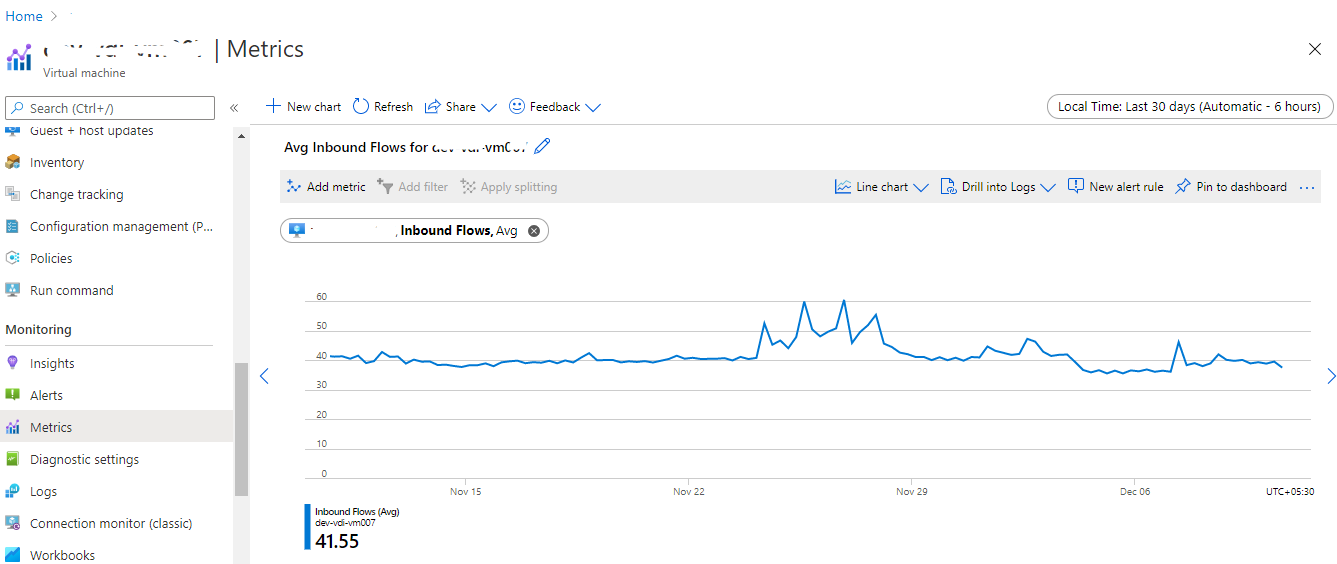 Home >
| Metrics
Virtual machine
Search (Ctrl+/)
«
New chart Refresh Share Feedback
Local Time: Last 30 days (Automatic - 6 hours)
Guest + host updates
Inventory
Change tracking
Configuration management (P...
Policies
Run command
Monitoring
Insights
Alerts
Metrics
Diagnostic settings
Logs
Connection monitor (classic)
Workbooks
Avg Inbound Flows for
Add metric Add filter Apply splitting Line chart Drill into Logs New alert rule Pin to dashboard ...
, Inbound Flows, Avg
60
50
40
30
20
10
0
Nov 15 Nov 22 Nov 29 Dec 06 UTC+05:30
Inbound Flows (Avg)
dev-vdi-vm007
41.55